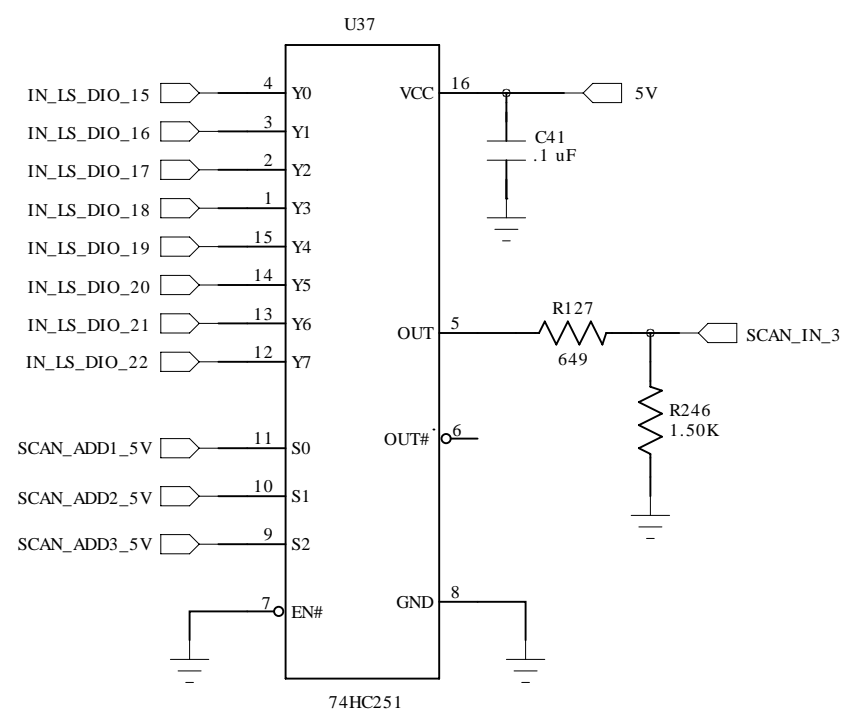 U37
IN_LS_DIO_15 4 Y0 VCC 16 5V
IN_LS_DIO_16 3 Y1 C41
.1 uF
IN_LS_DIO_17 2 Y2
IN_LS_DIO_18 1 Y3
IN_LS_DIO_19 15 Y4
IN_LS_DIO_20 14 Y5
IN_LS_DIO_21 13 Y6 OUT 5 R127 SCAN_IN_3
649
IN_LS_DIO_22 12 Y7
R246
1.50K
SCAN_ADD1_5V 11 S0 OUT# 6
SCAN_ADD2_5V 10 S1
SCAN_ADD3_5V 9 S2
7 EN# GND 8
74HC251